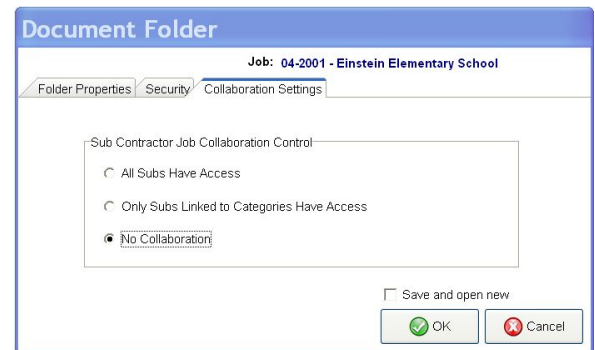 Document Folder
Job: 04-2001 - Einstein Elementary School
Folder Properties Security Collaboration Settings
Sub Contractor Job Collaboration Control
All Subs Have Access
Only Subs Linked to Categories Have Access
No Collaboration
Save and open new
OK Cancel